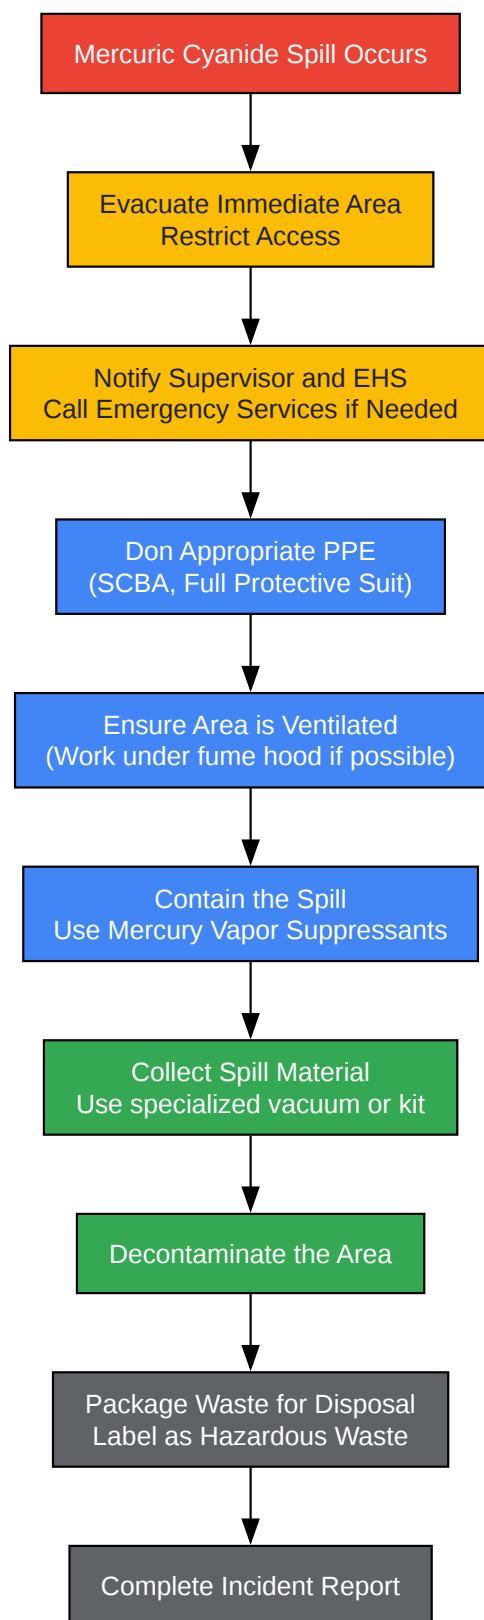 Mercuric Cyanide Spill Occurs
Evacuate Immediate Area
Restrict Access
Notify Supervisor and EHS
Call Emergency Services if Needed
Don Appropriate PPE
(SCBA, Full Protective Suit)
Ensure Area is Ventilated
(Work under fume hood if possible)
Contain the Spill
Use Mercury Vapor Suppressants
Collect Spill Material
Use specialized vacuum or kit
Decontaminate the Area
Package Waste for Disposal
Label as Hazardous Waste
Complete Incident Report